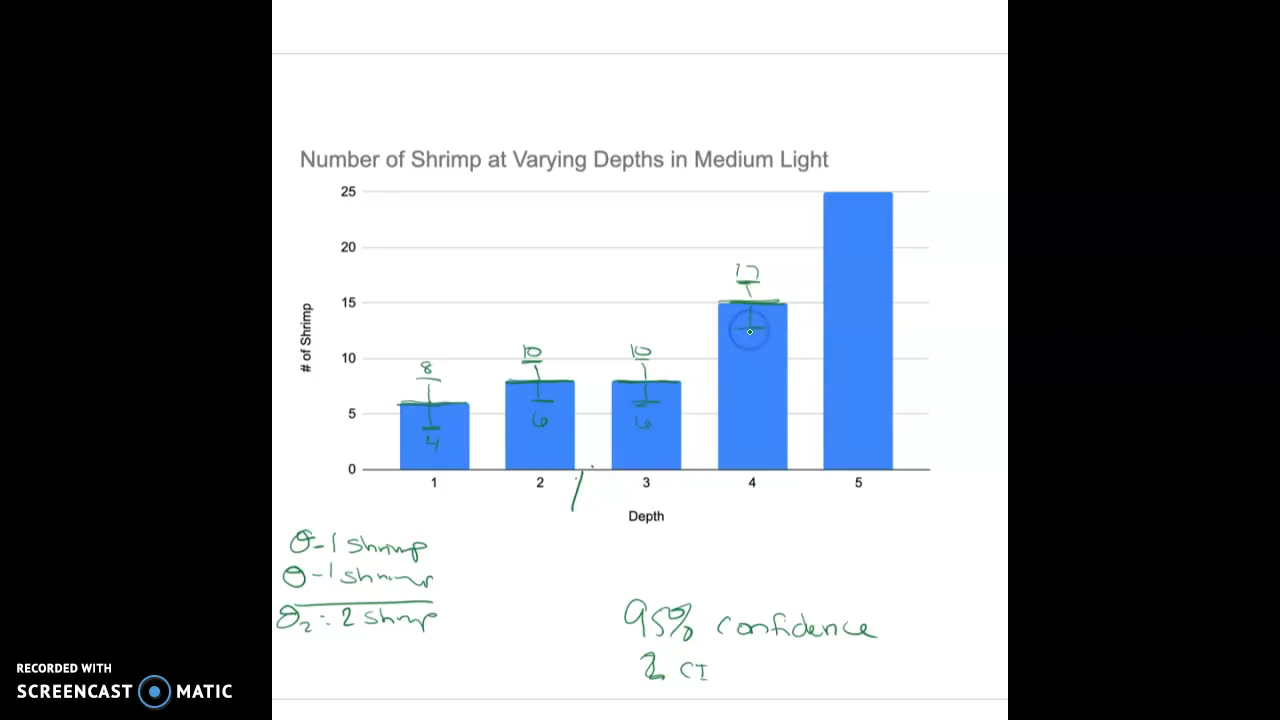 Number of Shrimp at Varying Depths in Medium Light
25
20
15
10
5
0
# of Shrimp
8
4
10
6
10
6
17
1
2
3
4
5
Depth
σ-1 shrimp
σ-1 shrimp
σ2 = 2 shrimp
95% confidence
2 CI
RECORDED WITH
SCREENCAST MATIC